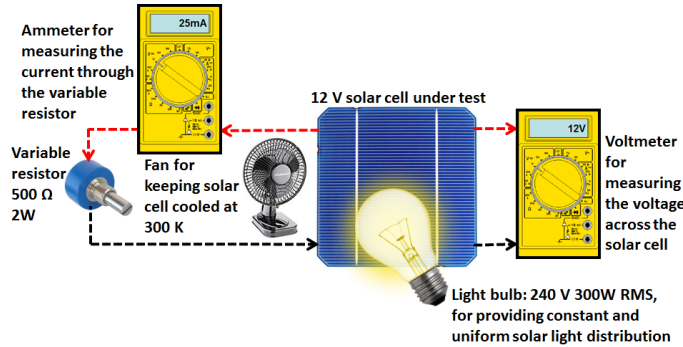 Ammeter for
measuring the
current through
the variable
resistor
25mA
12 V solar cell under test
12V
Variable
resistor
500 Ω
2W
Fan for
keeping solar
cell cooled at
300 K
Voltmeter
for
measuring
the voltage
across the
solar cell
Light bulb: 240 V 300W RMS,
for providing constant and
uniform solar light distribution